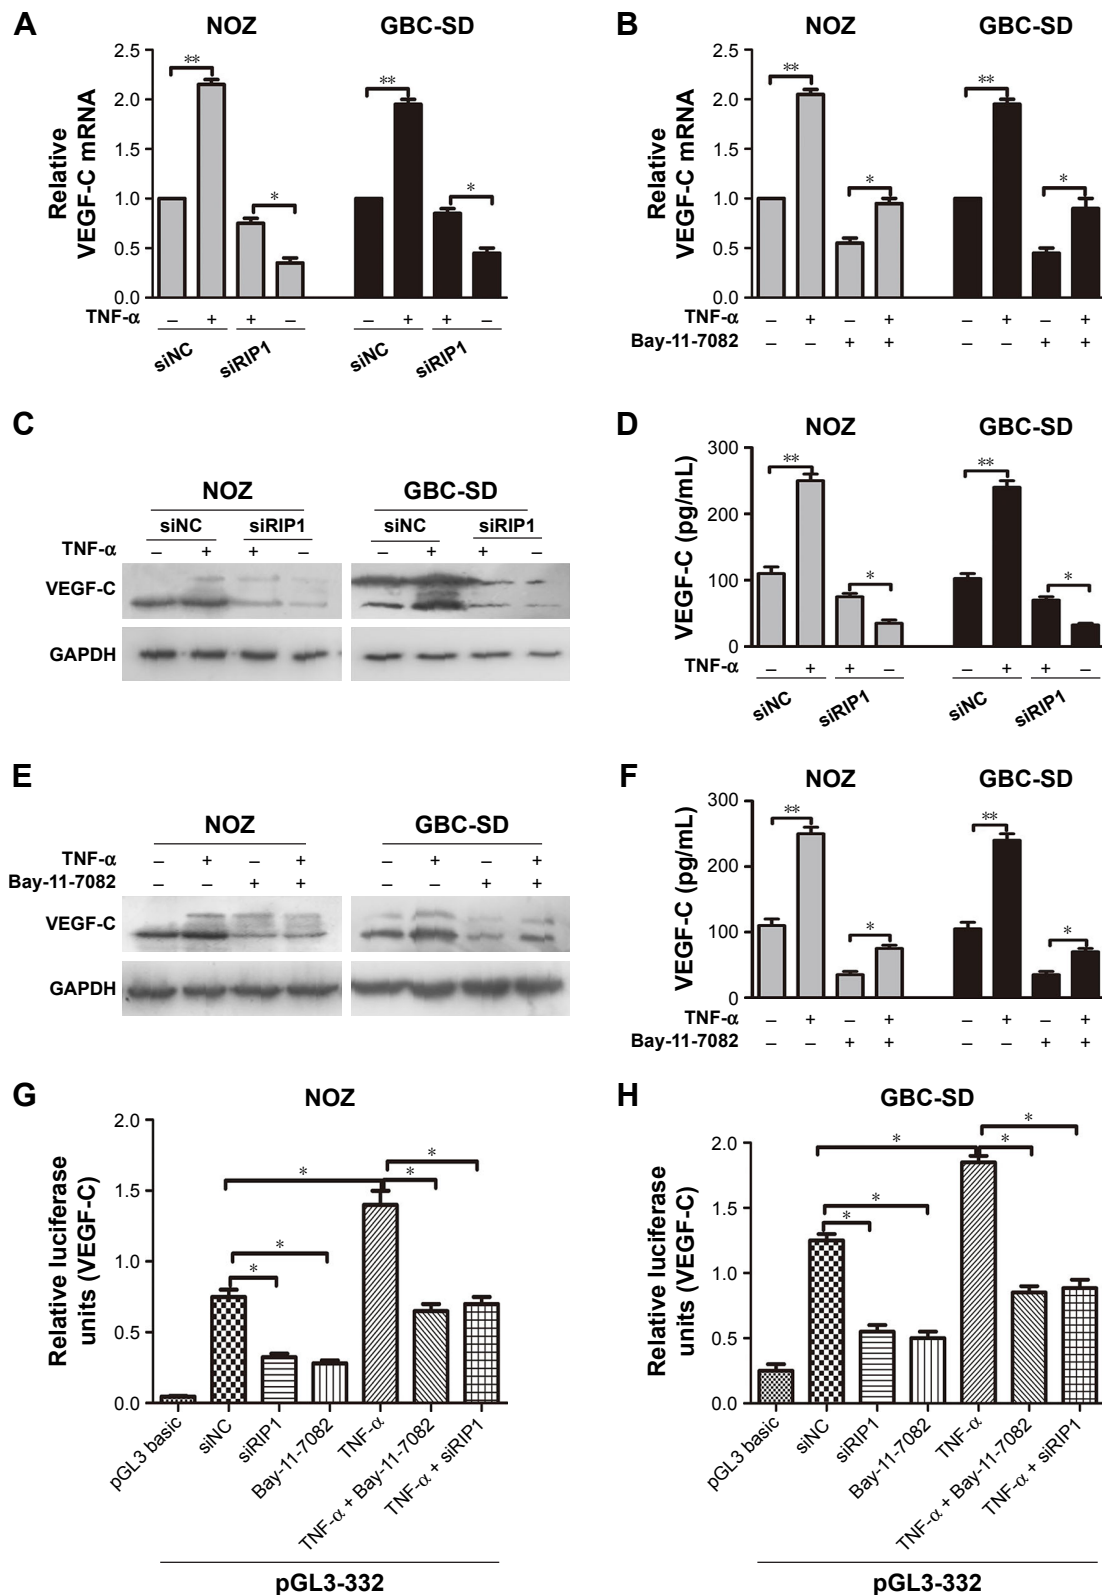 A
NOZ
GBC-SD
Relative
VEGF-C mRNA
2.5
2.0
1.5
1.0
0.5
0.0
**
*
**
*
TNF-α
– + + – – + + –
siNC siRIP1 siNC siRIP1
B
NOZ
GBC-SD
Relative
VEGF-C mRNA
2.5
2.0
1.5
1.0
0.5
0.0
**
*
**
*
TNF-α – + – + – + – +
Bay-11-7082 – – + + – – + +
C
NOZ
GBC-SD
siNC siRIP1 siNC siRIP1
TNF-α – + + – – + + –
VEGF-C
GAPDH
D
NOZ
GBC-SD
VEGF-C (pg/mL)
300
200
100
0
**
*
**
*
TNF-α – + + – – + + –
siNC siRIP1 siNC siRIP1
E
NOZ
GBC-SD
TNF-α – + – + – + – +
Bay-11-7082 – – + + – – + +
VEGF-C
GAPDH
F
NOZ
GBC-SD
VEGF-C (pg/mL)
300
200
100
0
**
*
**
*
TNF-α – + – + – + – +
Bay-11-7082 – – + + – – + +
G
NOZ
Relative luciferase
units (VEGF-C)
2.0
1.5
1.0
0.5
0.0
*
*
*
*
*
pGL3 basic
siNC
siRIP1
Bay-11-7082
TNF-α
TNF-α + Bay-11-7082
TNF-α + siRIP1
pGL3-332
H
GBC-SD
Relative luciferase
units (VEGF-C)
2.0
1.5
1.0
0.5
0.0
*
*
*
*
*
pGL3 basic
siNC
siRIP1
Bay-11-7082
TNF-α
TNF-α + Bay-11-7082
TNF-α + siRIP1
pGL3-332